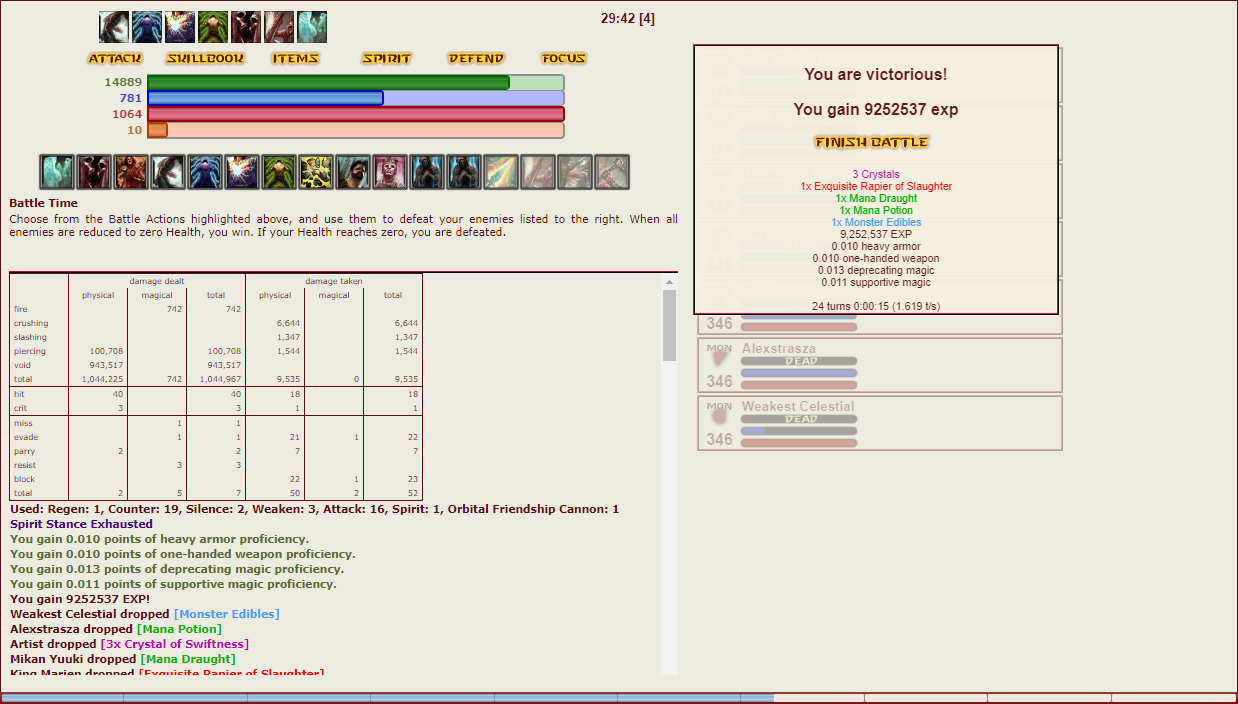 29:42 [4]
ATTACK SKILLBOOK ITEMS SPIRIT DEFEND FOCUS
14889
781
1064
10
Battle Time
Choose from the Battle Actions highlighted above, and use them to defeat your enemies listed to the right. When all
enemies are reduced to zero Health, you win. If your Health reaches zero, you are defeated.
damage dealt damage taken
physical magical total physical magical total
fire 742 742
crushing 6,644 6,644
slashing 1,347 1,347
piercing 100,708 100,708 1,544 1,544
void 943,517 943,517
total 1,044,225 742 1,044,967 9,535 0 9,535
hit 40 40 18 18
crit 3 3 1 1
miss 1 1
evade 1 1 21 1 22
parry 2 2 7 7
resist 3 3
block 22 1 23
total 2 5 7 50 2 52
Used: Regen: 1, Counter: 19, Silence: 2, Weaken: 3, Attack: 16, Spirit: 1, Orbital Friendship Cannon: 1
Spirit Stance Exhausted
You gain 0.010 points of heavy armor proficiency.
You gain 0.010 points of one-handed weapon proficiency.
You gain 0.013 points of deprecating magic proficiency.
You gain 0.011 points of supportive magic proficiency.
You gain 9252537 EXP!
Weakest Celestial dropped [Monster Edibles]
Alexstrasza dropped [Mana Potion]
Artist dropped [3x Crystal of Swiftness]
Mikan Yuuki dropped [Mana Draught]
King Marien dropped [Exquisite Rapier of Slaughter]
You are victorious!
You gain 9252537 exp
FINISH BATTLE
3 Crystals
1x Exquisite Rapier of Slaughter
1x Mana Draught
1x Mana Potion
1x Monster Edibles
9,252,537 EXP
0.010 heavy armor
0.010 one-handed weapon
0.013 deprecating magic
0.011 supportive magic
24 turns 0:00:15 (1.619 t/s)
346
MON Alexstrasza
DEAD
346
MON Weakest Celestial
DEAD
346